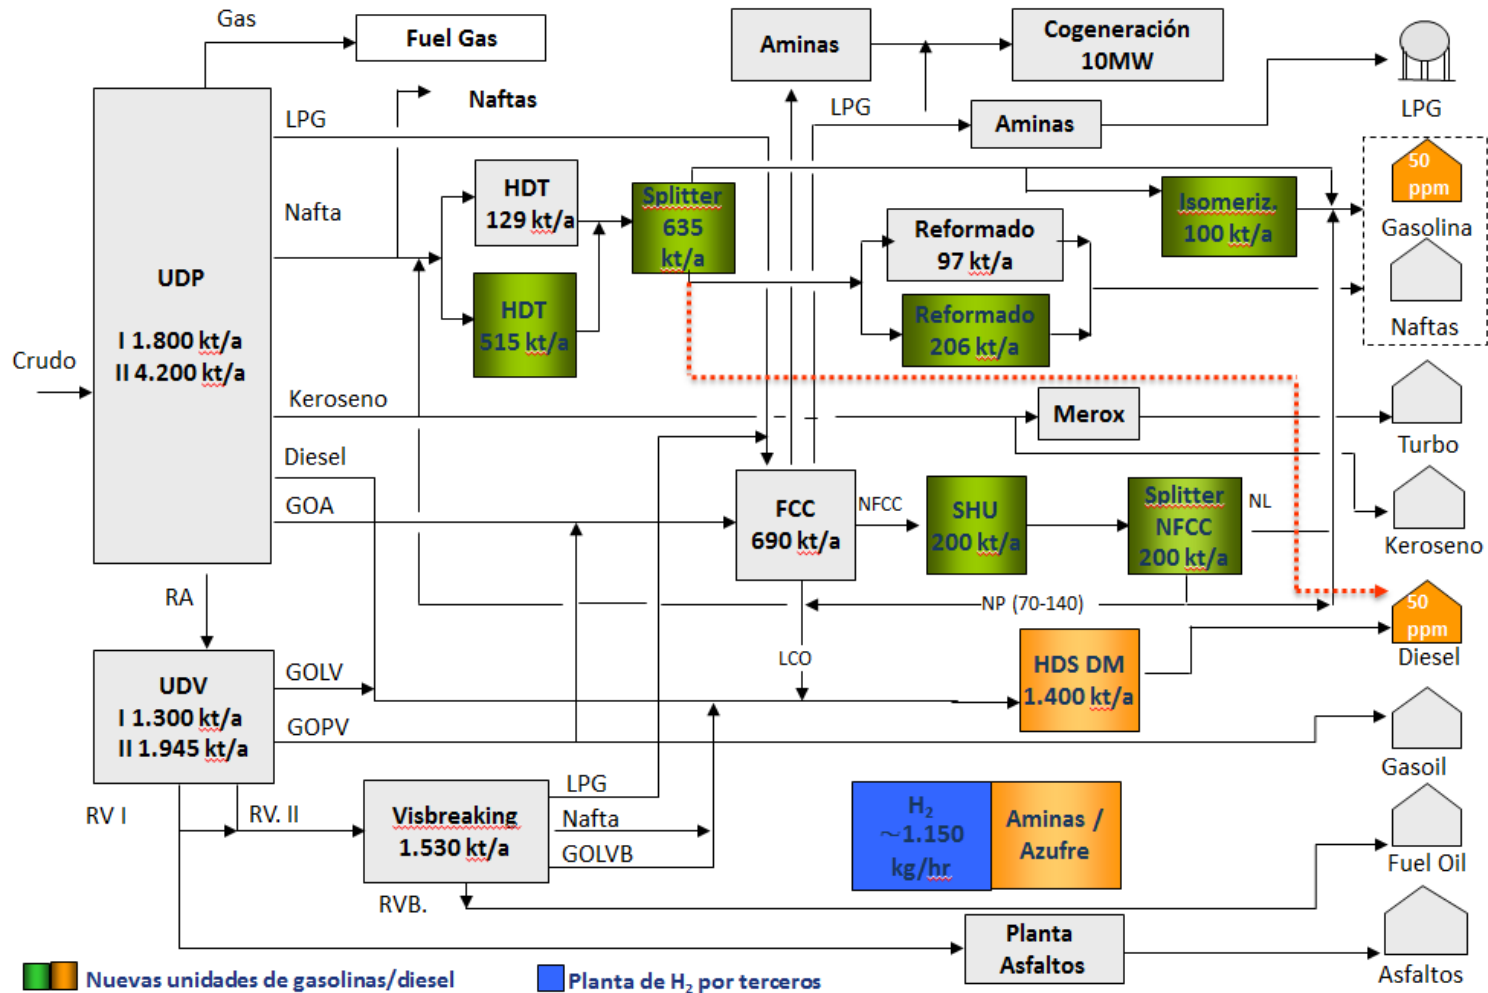 Gas
Fuel Gas
Aminas
Cogeneración
10MW
LPG
Naftas
LPG
LPG
Aminas
50
ppm
Gasolina
Nafta
HDT
129 kt/a
Splitter
635
kt/a
Isomeriz.
100 kt/a
Reformado
97 kt/a
UDP
I 1.800 kt/a
II 4.200 kt/a
Crudo
HDT
515 kt/a
Reformado
206 kt/a
Naftas
Keroseno
Merox
Turbo
Diesel
GOA
FCC
690 kt/a
NFCC
SHU
200 kt/a
Splitter
NFCC
200 kt/a
NL
Keroseno
RA
NP (70-140)
50
ppm
Diesel
LCO
HDS DM
1.400 kt/a
UDV
I 1.300 kt/a
II 1.945 kt/a
GOLV
GOPV
Gasoil
RV I
RV. II
Visbreaking
1.530 kt/a
LPG
Nafta
GOLVB
RVB.
H2
~1.150
kg/hr
Aminas /
Azufre
Fuel Oil
Planta
Asfaltos
Asfaltos
Nuevas unidades de gasolinas/diesel
Planta de H2 por terceros